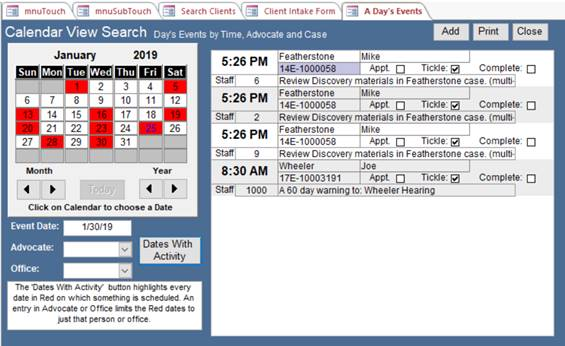 mnuTouch mnuSubTouch Search Clients Client Intake Form A Day's Events
Calendar View Search Day's Events by Time, Advocate and Case Add Print Close
January 2019
Sun Mon Tue Wed Thu Fri Sat
1 2 3 4 5
6 7 8 9 10 11 12
13 14 15 16 17 18 19
20 21 22 23 24 25 26
27 28 29 30 31
Month Year
Today
Click on Calendar to choose a Date
Event Date: 1/30/19
Advocate:
Office:
Dates With
Activity
The 'Dates With Activity' button highlights every
date in Red on which something is scheduled. An
entry in Advocate or Office limits the Red dates to
just that person or office.
5:26 PM Featherstone Mike
14E-1000058 Appt. Tickle: Complete:
Staff 6 Review Discovery materials in Featherstone case. (multi-
5:26 PM Featherstone Mike
14E-1000058 Appt. Tickle: Complete:
Staff 2 Review Discovery materials in Featherstone case. (multi-
5:26 PM Featherstone Mike
14E-1000058 Appt. Tickle: Complete:
Staff 9 Review Discovery materials in Featherstone case. (multi-
8:30 AM Wheeler Joe
17E-10003191 Appt. Tickle: Complete:
Staff 1000 A 60 day warning to: Wheeler Hearing